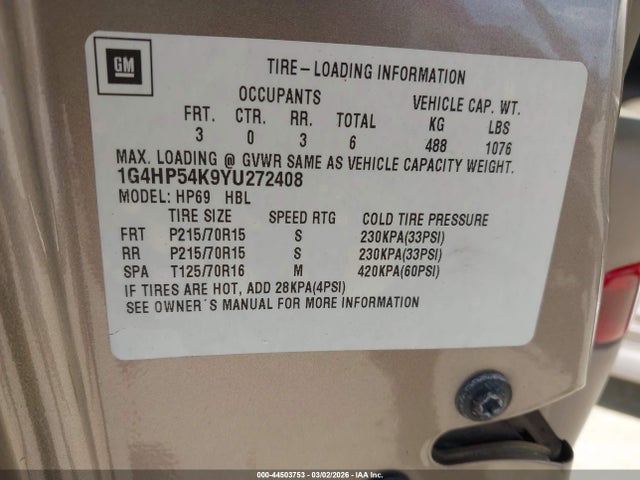 GM
TIRE-LOADING INFORMATION
OCCUPANTS VEHICLE CAP. WT.
FRT. CTR. RR. TOTAL KG LBS
3 0 3 6 488 1076
MAX. LOADING @ GVWR SAME AS VEHICLE CAPACITY WEIGHT.
1G4HP54K9YU272408
MODEL: HP69 HBL
TIRE SIZE SPEED RTG COLD TIRE PRESSURE
FRT P215/70R15 S 230KPA(33PSI)
RR P215/70R15 S 230KPA(33PSI)
SPA T125/70R16 M 420KPA(60PSI)
IF TIRES ARE HOT, ADD 28KPA(4PSI)
SEE OWNER'S MANUAL FOR MORE INFORMATION
000-44503753 - 03/02/2026 - IAA Inc.